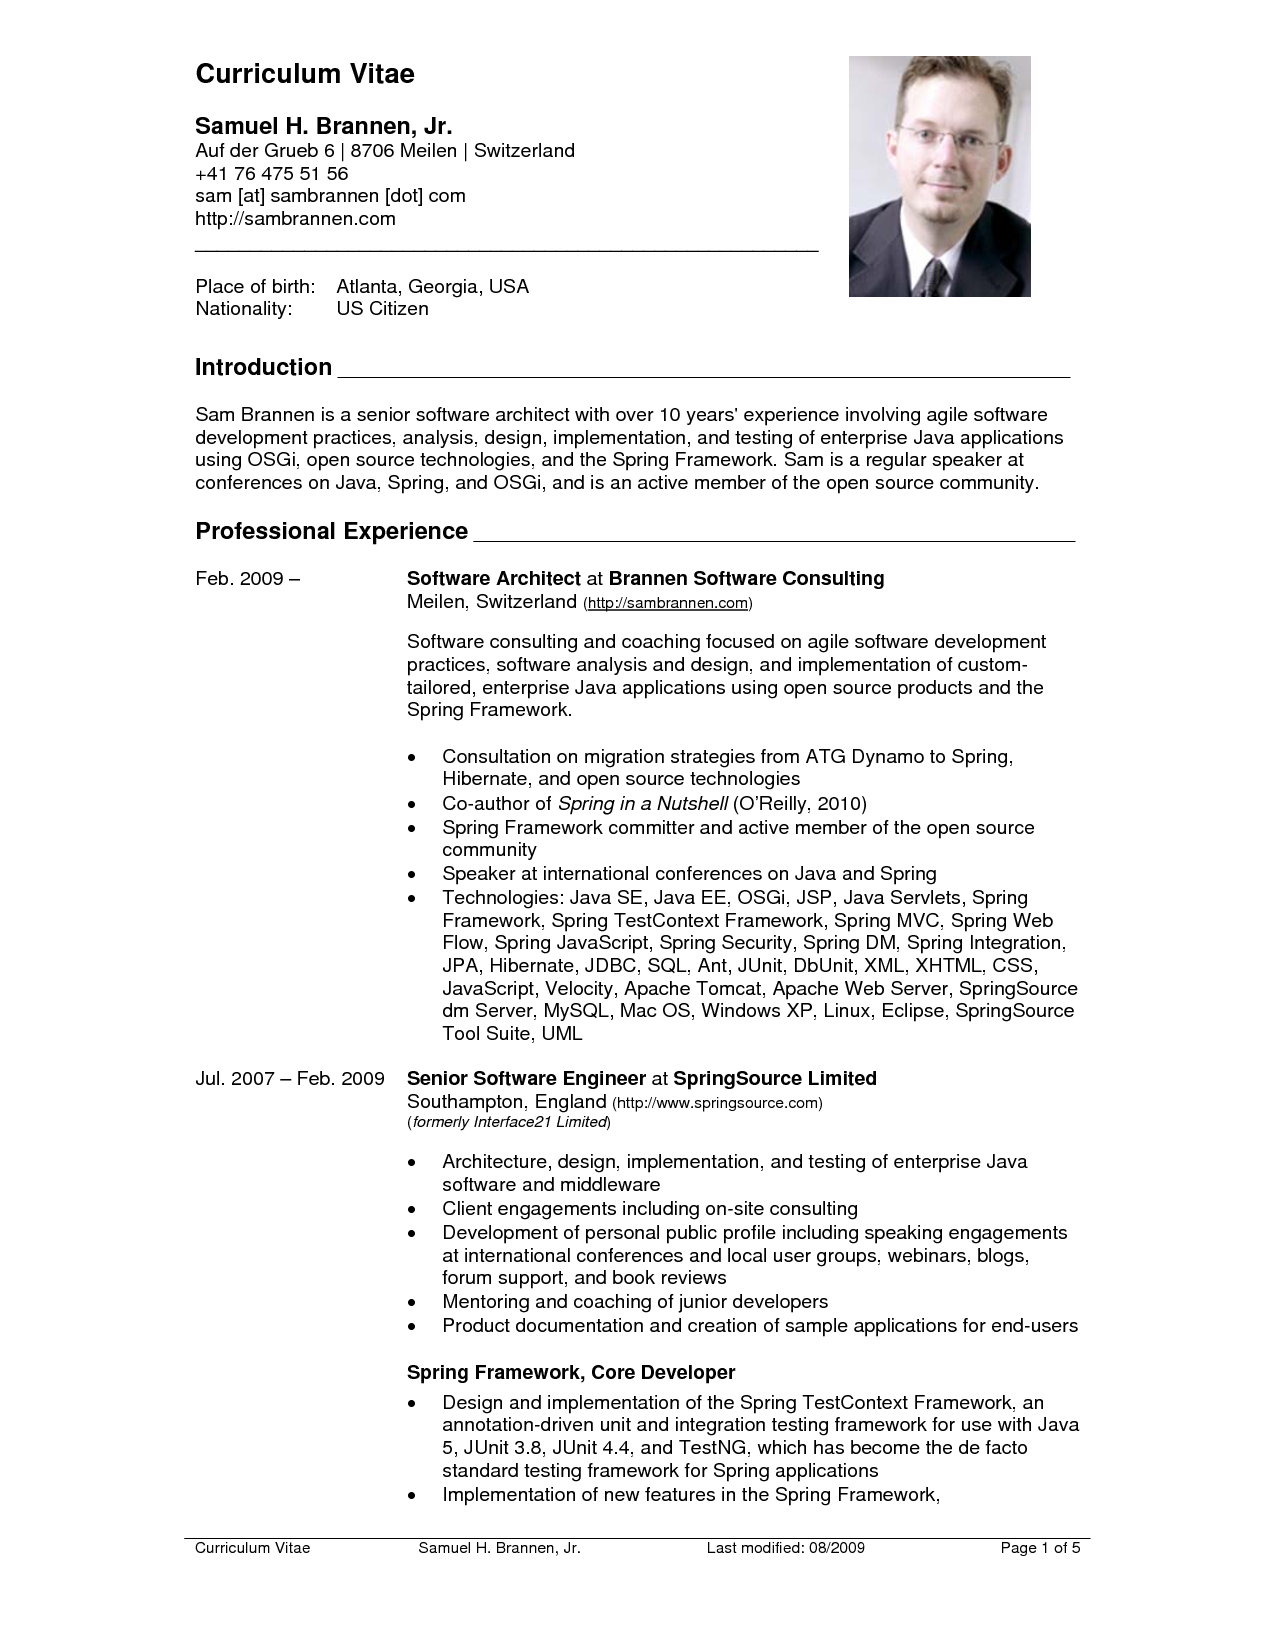 Curriculum Vitae
Samuel H. Brannen, Jr.
Auf der Grueb 6 | 8706 Meilen | Switzerland
+41 76 475 51 56
sam [at] sambrannen [dot] com
http://sambrannen.com
Place of birth: Atlanta, Georgia, USA
Nationality: US Citizen
Introduction
Sam Brannen is a senior software architect with over 10 years' experience involving agile software
development practices, analysis, design, implementation, and testing of enterprise Java applications
using OSGi, open source technologies, and the Spring Framework. Sam is a regular speaker at
conferences on Java, Spring, and OSGi, and is an active member of the open source community.
Professional Experience
Feb. 2009 – Software Architect at Brannen Software Consulting
Meilen, Switzerland (http://sambrannen.com)
Software consulting and coaching focused on agile software development
practices, software analysis and design, and implementation of custom-
tailored, enterprise Java applications using open source products and the
Spring Framework.
• Consultation on migration strategies from ATG Dynamo to Spring,
Hibernate, and open source technologies
• Co-author of Spring in a Nutshell (O'Reilly, 2010)
• Spring Framework committer and active member of the open source
community
• Speaker at international conferences on Java and Spring
• Technologies: Java SE, Java EE, OSGi, JSP, Java Servlets, Spring
Framework, Spring TestContext Framework, Spring MVC, Spring Web
Flow, Spring JavaScript, Spring Security, Spring DM, Spring Integration,
JPA, Hibernate, JDBC, SQL, Ant, JUnit, DbUnit, XML, XHTML, CSS,
JavaScript, Velocity, Apache Tomcat, Apache Web Server, SpringSource
dm Server, MySQL, Mac OS, Windows XP, Linux, Eclipse, SpringSource
Tool Suite, UML
Jul. 2007 – Feb. 2009 Senior Software Engineer at SpringSource Limited
Southampton, England (http://www.springsource.com)
(formerly Interface21 Limited)
• Architecture, design, implementation, and testing of enterprise Java
software and middleware
• Client engagements including on-site consulting
• Development of personal public profile including speaking engagements
at international conferences and local user groups, webinars, blogs,
forum support, and book reviews
• Mentoring and coaching of junior developers
• Product documentation and creation of sample applications for end-users
Spring Framework, Core Developer
• Design and implementation of the Spring TestContext Framework, an
annotation-driven unit and integration testing framework for use with Java
5, JUnit 3.8, JUnit 4.4, and TestNG, which has become the de facto
standard testing framework for Spring applications
• Implementation of new features in the Spring Framework,
Curriculum Vitae Samuel H. Brannen, Jr. Last modified: 08/2009 Page 1 of 5